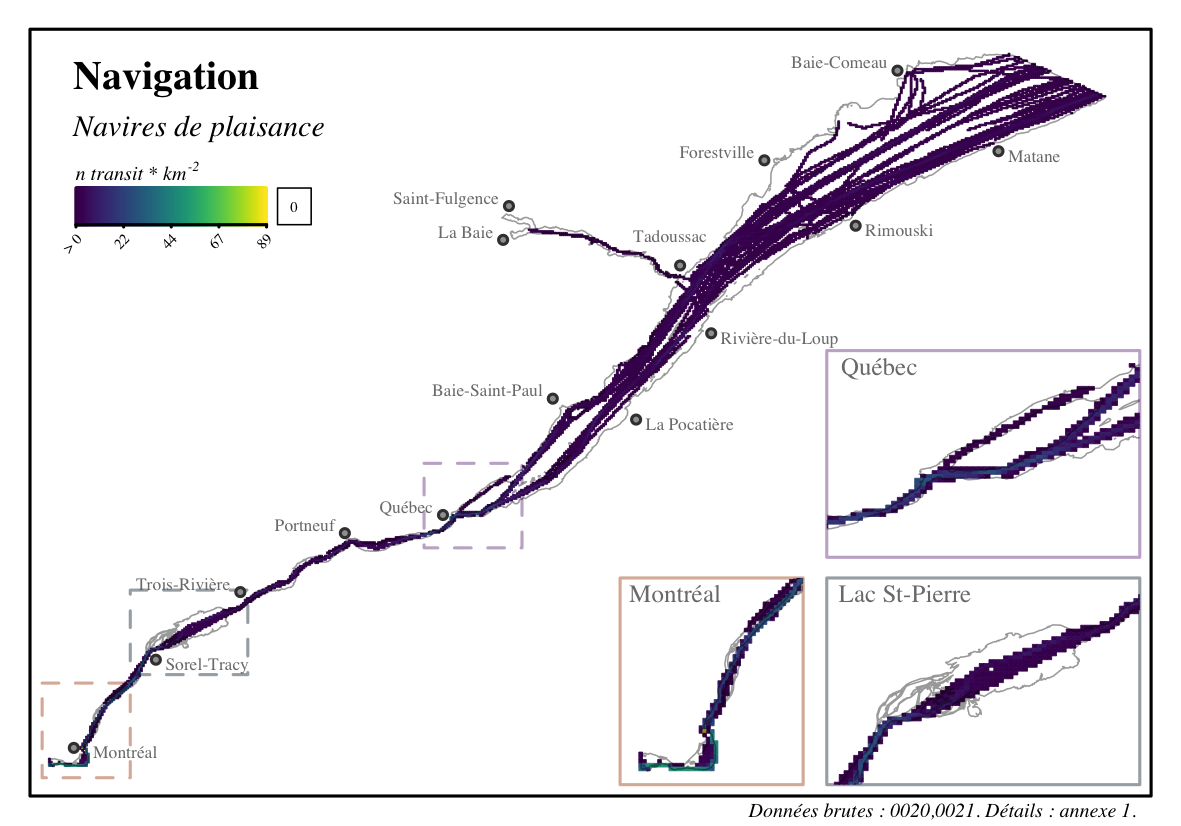 Navigation
Navires de plaisance
n transit * km-2
0
> 0
22
44
67
89
Baie-Comeau
Forestville
Matane
Saint-Fulgence
La Baie
Tadoussac
Rimouski
Rivière-du-Loup
Québec
Baie-Saint-Paul
La Pocatière
Québec
Portneuf
Trois-Rivière
Montréal
Lac St-Pierre
Sorel-Tracy
Montréal
Données brutes : 0020,0021. Détails : annexe 1.